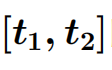 [t₁, t₂]